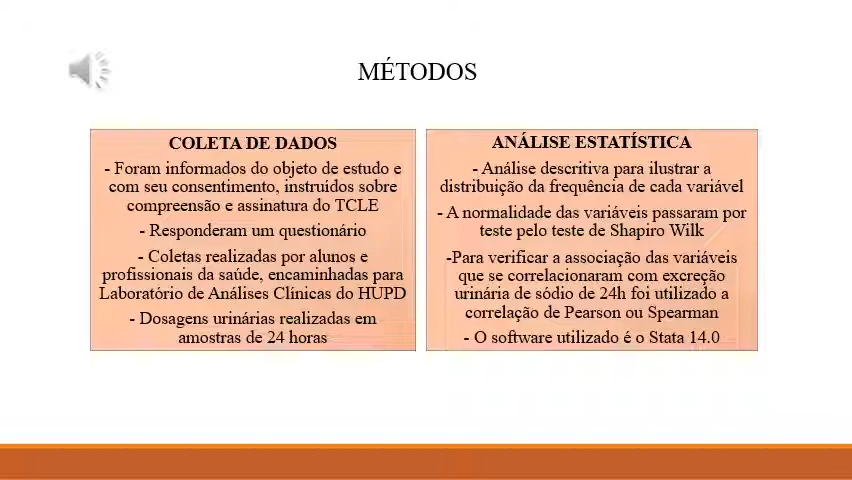 MÉTODOS
COLETA DE DADOS
- Foram informados do objeto de estudo e
com seu consentimento, instruídos sobre
compreensão e assinatura do TCLE
- Responderam um questionário
- Coletas realizadas por alunos e
profissionais da saúde, encaminhadas para
Laboratório de Análises Clínicas do HUPD
- Dosagens urinárias realizadas em
amostras de 24 horas
ANÁLISE ESTATÍSTICA
- Análise descritiva para ilustrar a
distribuição da frequência de cada variável
- A normalidade das variáveis passaram por
teste pelo teste de Shapiro Wilk
-Para verificar a associação das variáveis
que se correlacionaram com excreção
urinária de sódio de 24h foi utilizado a
correlação de Pearson ou Spearman
- O software utilizado é o Stata 14.0